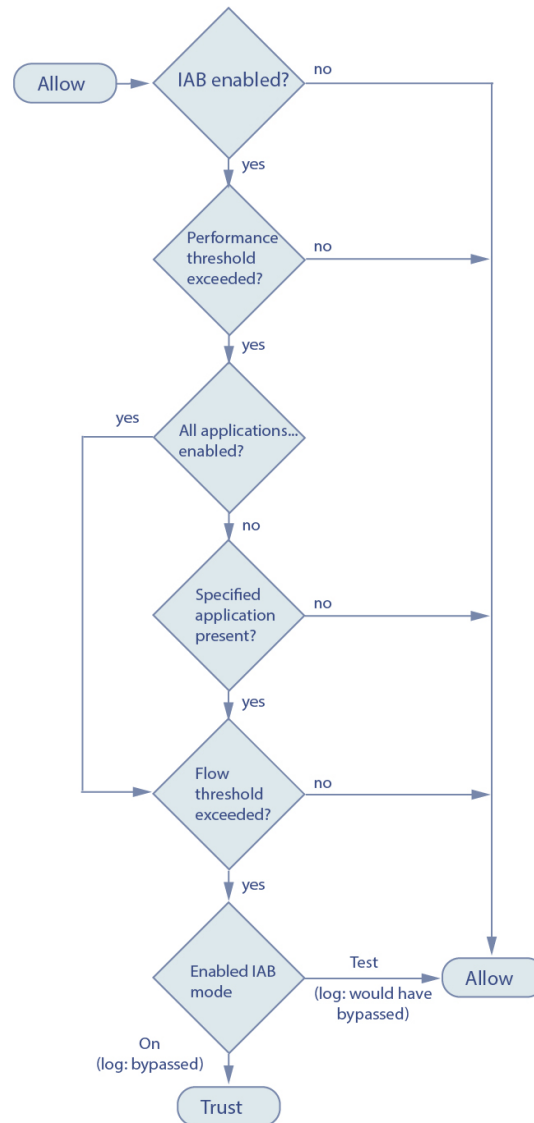 IAB enabled?
no
Allow
yes
Performance
threshold
exceeded?
no
yes
yes
All applications...
enabled?
no
Specified
application
present?
no
yes
Flow
threshold
exceeded?
no
yes
Enabled IAB
mode
Test
(log: would have
bypassed)
Allow
On
(log: bypassed)
Trust